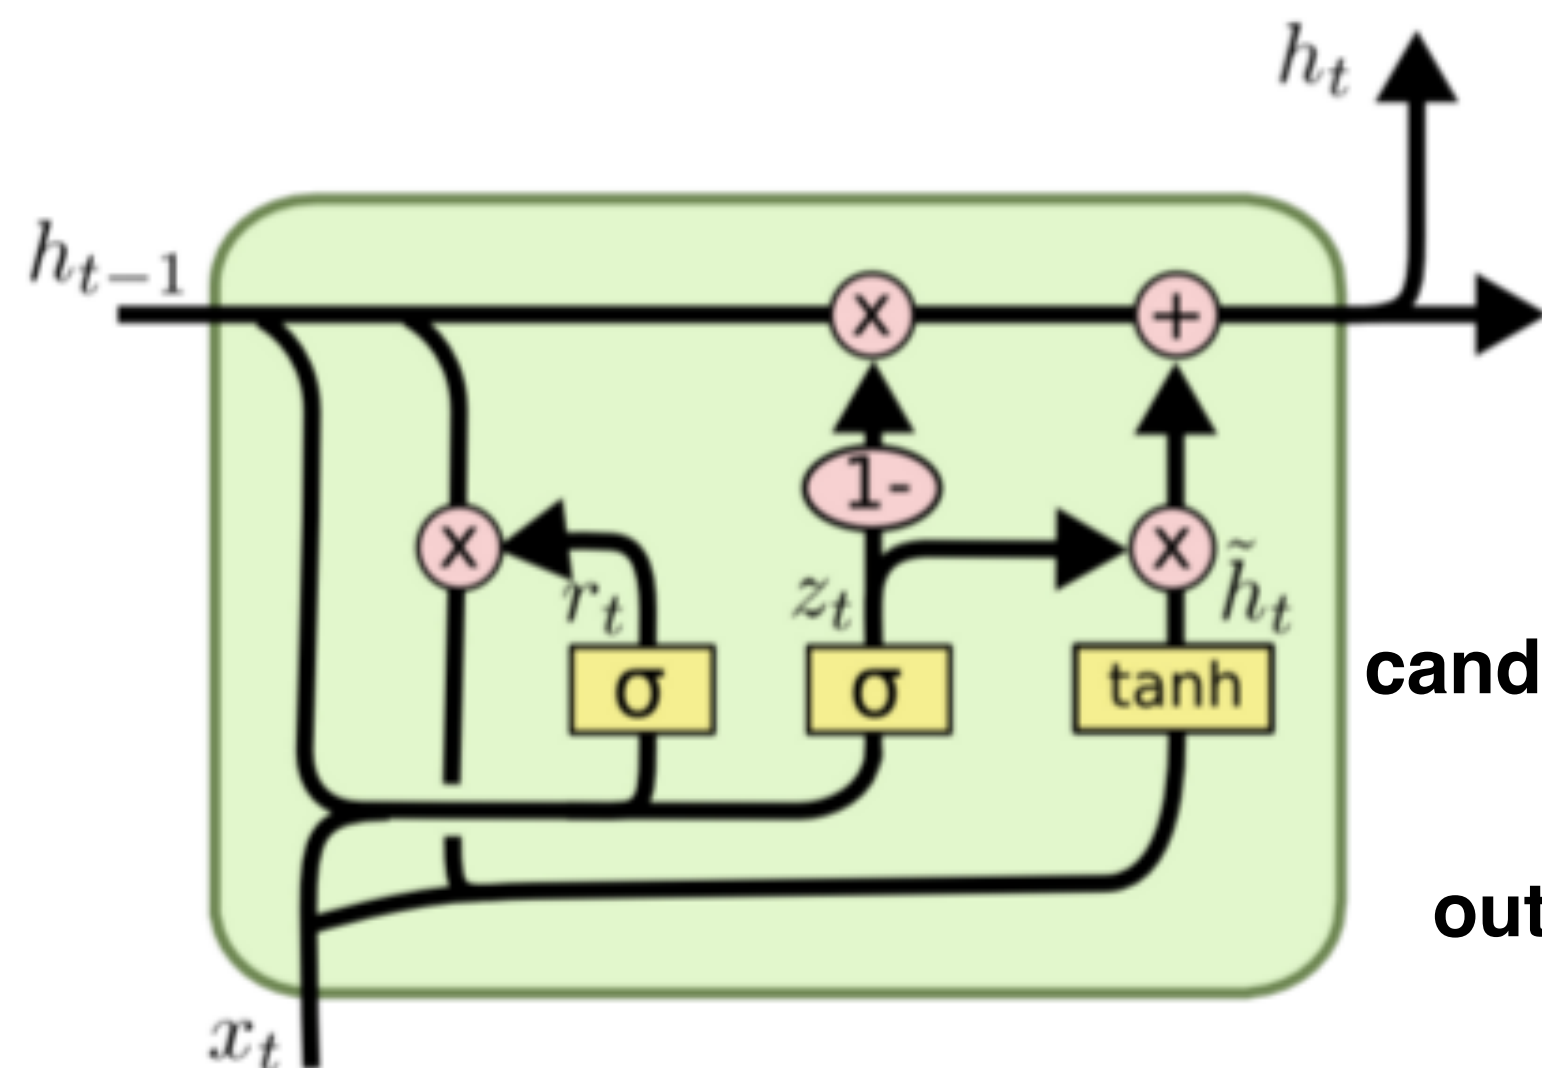 h_t
h_{t-1}
x +
1-
x x
r_t z_t h̃_t
σ σ tanh
cand
out
x_t